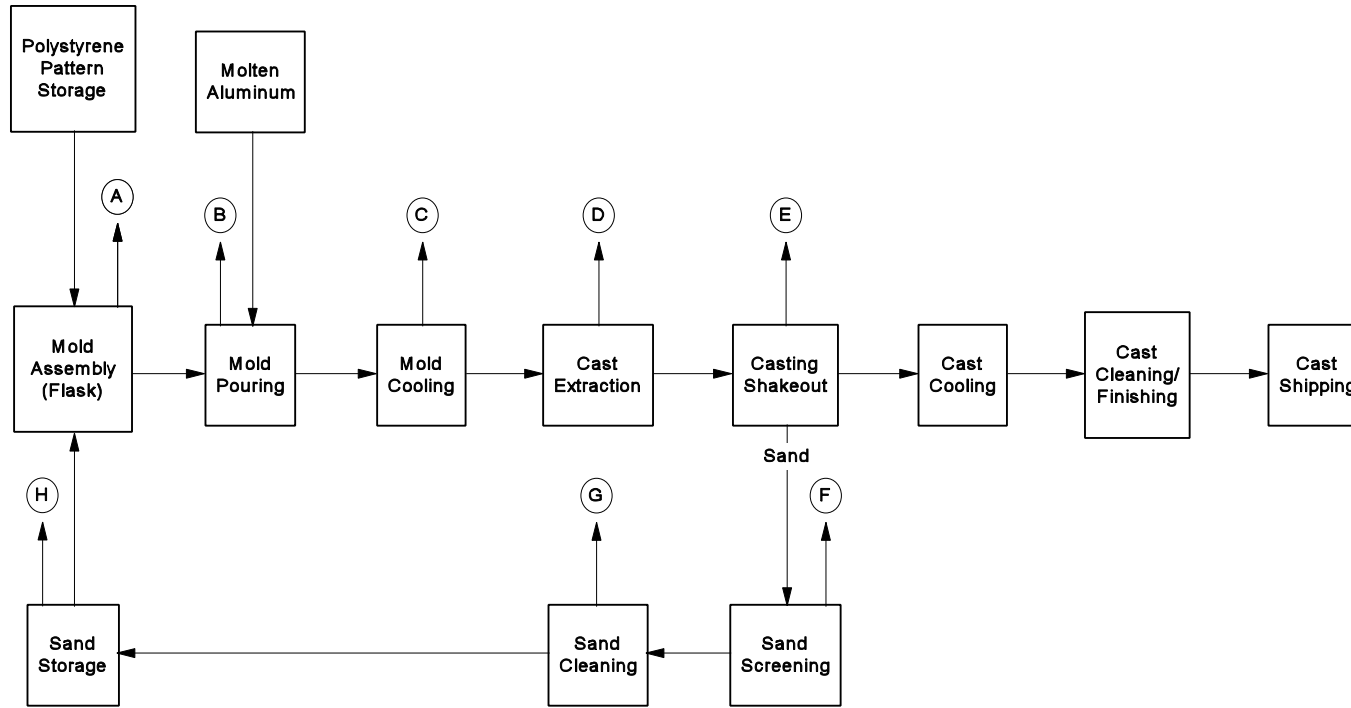 Polystyrene
Pattern
Storage
Molten
Aluminum
A
B
C
D
E
Mold
Assembly
(Flask)
Mold
Pouring
Mold
Cooling
Cast
Extraction
Casting
Shakeout
Cast
Cooling
Cast
Cleaning/
Finishing
Cast
Shipping
Sand
H
G
F
Sand
Storage
Sand
Cleaning
Sand
Screening